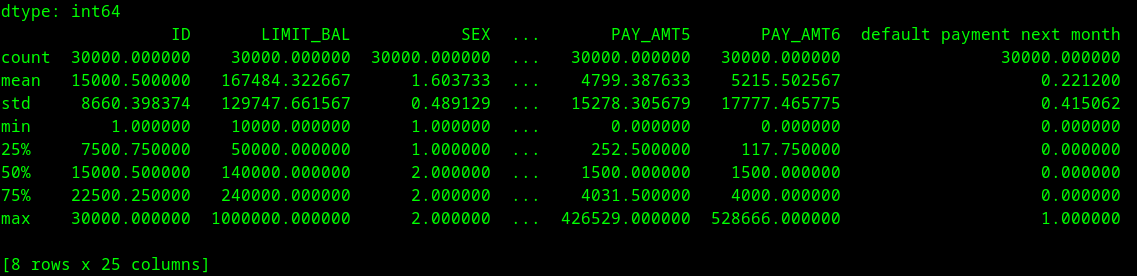 dtype: int64
                 ID      LIMIT_BAL           SEX  ...       PAY_AMT5       PAY_AMT6  default payment next month
count  30000.000000   30000.000000  30000.000000  ...   30000.000000   30000.000000                30000.000000
mean   15000.500000  167484.322667      1.603733  ...    4799.387633    5215.502567                    0.221200
std     8660.398374  129747.661567      0.489129  ...   15278.305679   17777.465775                    0.415062
min        1.000000   10000.000000      1.000000  ...       0.000000       0.000000                    0.000000
25%     7500.750000   50000.000000      1.000000  ...     252.500000     117.750000                    0.000000
50%    15000.500000  140000.000000      2.000000  ...    1500.000000    1500.000000                    0.000000
75%    22500.250000  240000.000000      2.000000  ...    4031.500000    4000.000000                    0.000000
max    30000.000000 1000000.000000      2.000000  ...  426529.000000  528666.000000                    1.000000
[8 rows x 25 columns]